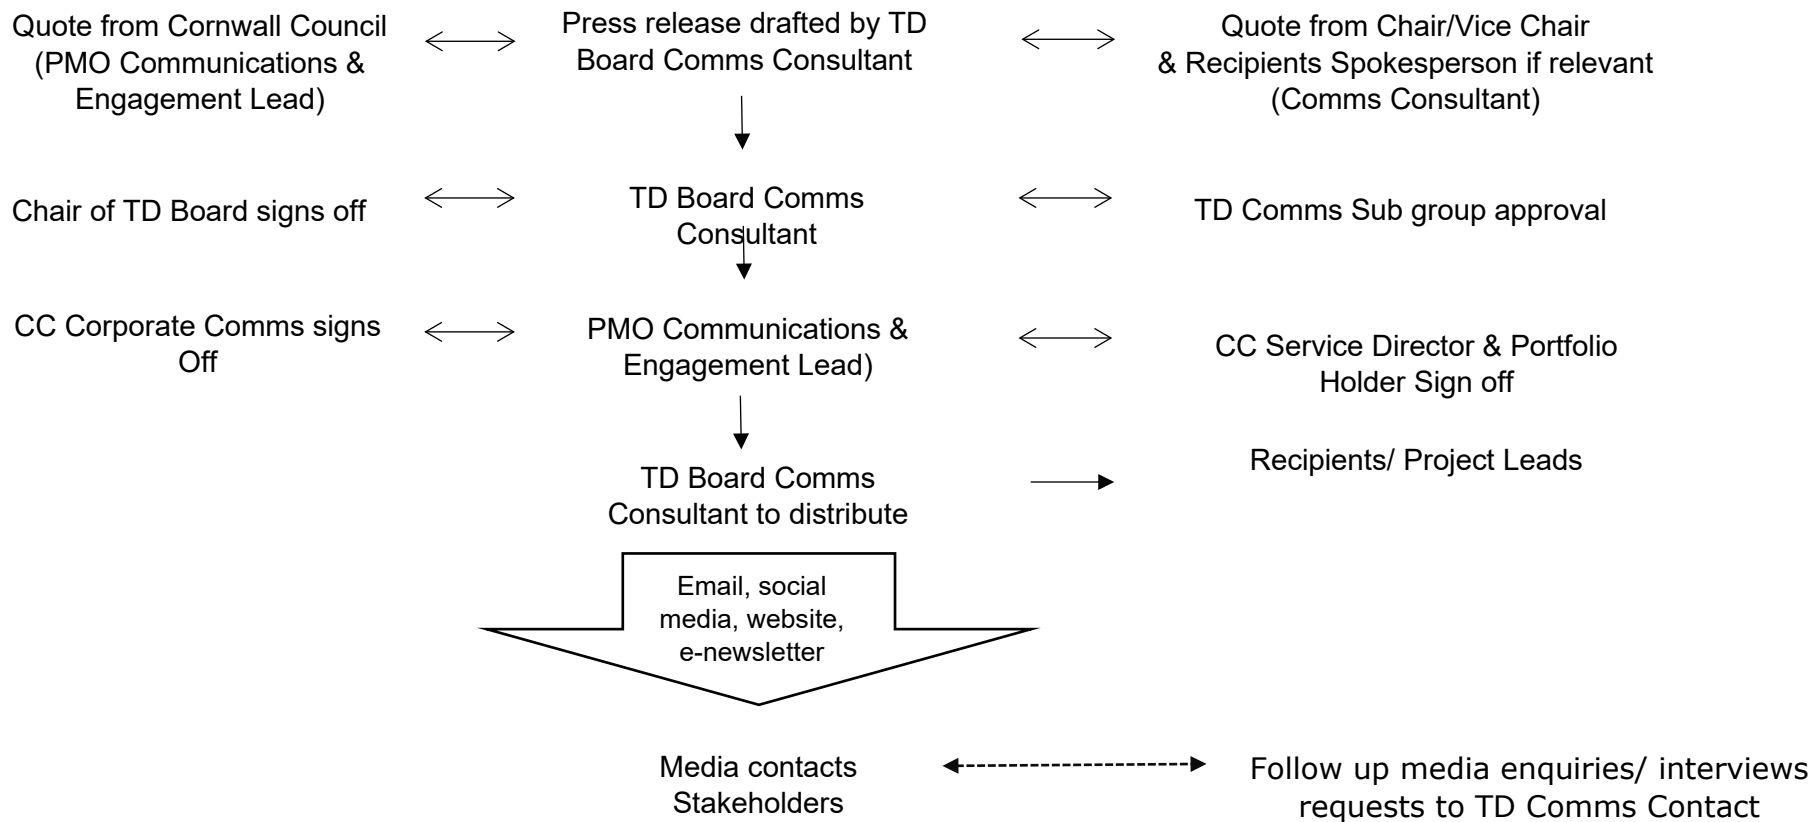 Quote from Cornwall Council
(PMO Communications &
Engagement Lead)
Press release drafted by TD
Board Comms Consultant
Quote from Chair/Vice Chair
& Recipients Spokesperson if relevant
(Comms Consultant)
Chair of TD Board signs off
TD Board Comms
Consultant
TD Comms Sub group approval
CC Corporate Comms signs
Off
PMO Communications &
Engagement Lead)
CC Service Director & Portfolio
Holder Sign off
TD Board Comms
Consultant to distribute
Recipients/ Project Leads
Email, social
media, website,
e-newsletter
Media contacts
Stakeholders
Follow up media enquiries/ interviews
requests to TD Comms Contact